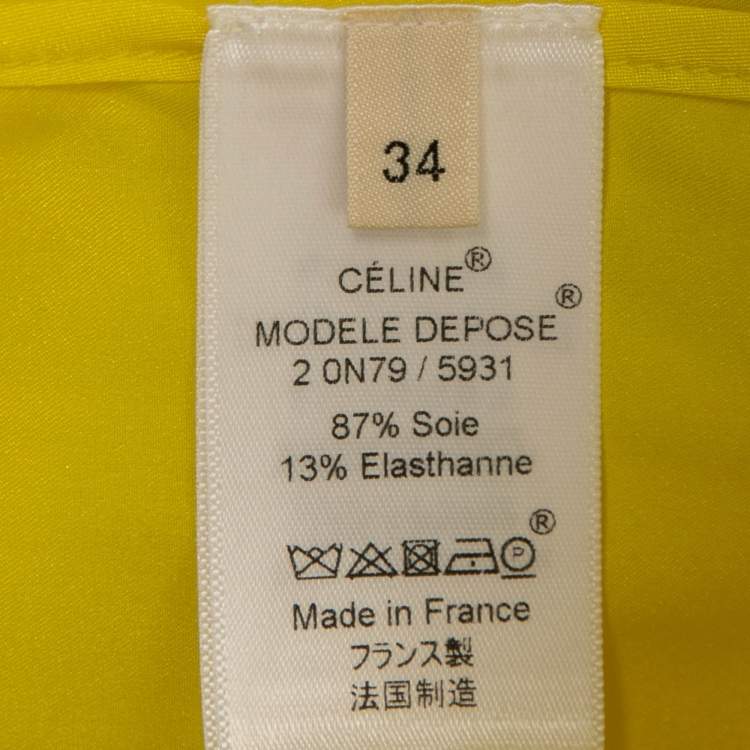 34
CÉLINE®
MODELE DEPOSE®
2 0N79 / 5931
87% Soie
13% Elasthanne
®
P
Made in France
フランス製
法国制造